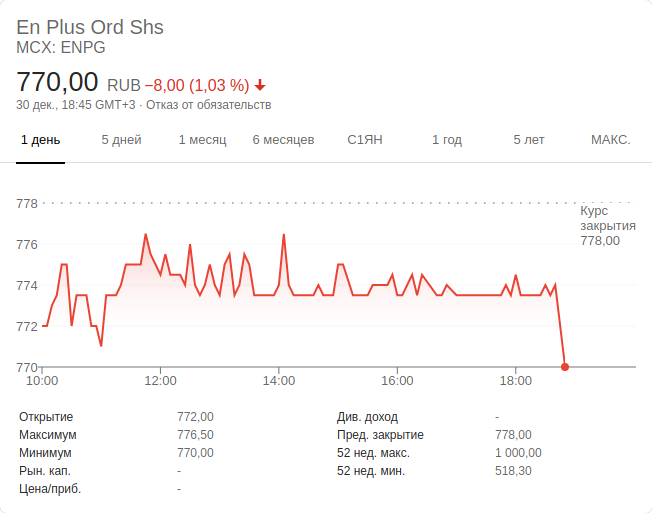 En Plus Ord Shs
MCX: ENPG
770,00 RUB −8,00 (1,03 %)
30 дек., 18:45 GMT+3 · Отказ от обязательств
1 день 5 дней 1 месяц 6 месяцев С1ЯН 1 год 5 лет МАКС.
778
Курс
закрытия
778,00
776
774
772
770
10:00 12:00 14:00 16:00 18:00
Открытие 772,00 Див. доход -
Максимум 776,50 Пред. закрытие 778,00
Минимум 770,00 52 нед. макс. 1 000,00
Рын. кап. - 52 нед. мин. 518,30
Цена/приб. -